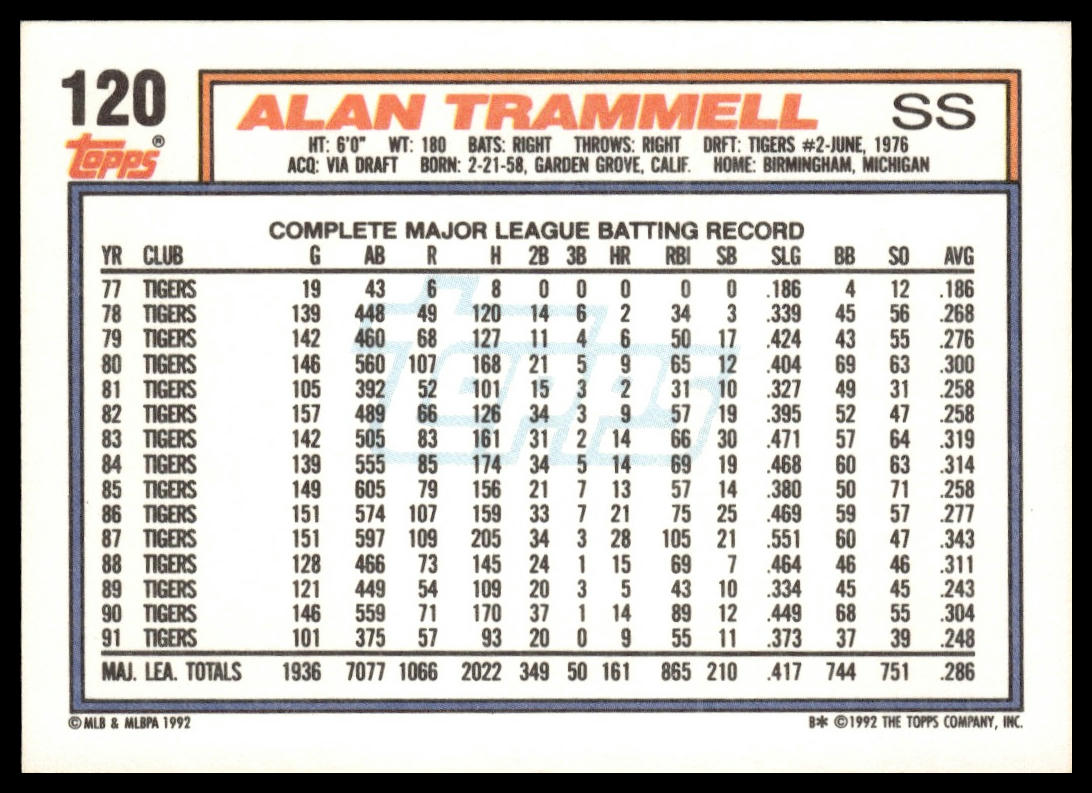 120
ALAN TRAMMELL SS
topps®
HT: 6'0" WT: 180 BATS: RIGHT THROWS: RIGHT DRFT: TIGERS #2-JUNE, 1976
ACQ: VIA DRAFT BORN: 2-21-58, GARDEN GROVE, CALIF. HOME: BIRMINGHAM, MICHIGAN
COMPLETE MAJOR LEAGUE BATTING RECORD
YR CLUB G AB R H 2B 3B HR RBI SB SLG BB SO AVG
77 TIGERS 19 43 6 8 0 0 0 0 0 .186 4 12 .186
78 TIGERS 139 448 49 120 14 6 2 34 3 .339 45 56 .268
79 TIGERS 142 460 68 127 11 4 6 50 17 .424 43 55 .276
80 TIGERS 146 560 107 168 21 5 9 65 12 .404 69 63 .300
81 TIGERS 105 392 52 101 15 3 2 31 10 .327 49 31 .258
82 TIGERS 157 489 66 126 34 3 9 57 19 .395 52 47 .258
83 TIGERS 142 505 83 161 31 2 14 66 30 .471 57 64 .319
84 TIGERS 139 555 85 174 34 5 14 69 19 .468 60 63 .314
85 TIGERS 149 605 79 156 21 7 13 57 14 .380 50 71 .258
86 TIGERS 151 574 107 159 33 7 21 75 25 .469 59 57 .277
87 TIGERS 151 597 109 205 34 3 28 105 21 .551 60 47 .343
88 TIGERS 128 466 73 145 24 1 15 69 7 .464 46 46 .311
89 TIGERS 121 449 54 109 20 3 5 43 10 .334 45 45 .243
90 TIGERS 146 559 71 170 37 1 14 89 12 .449 68 55 .304
91 TIGERS 101 375 57 93 20 0 9 55 11 .373 37 39 .248
MAJ. LEA. TOTALS 1936 7077 1066 2022 349 50 161 865 210 .417 744 751 .286
topps
© MLB & MLBPA 1992
B* ©1992 THE TOPPS COMPANY, INC.